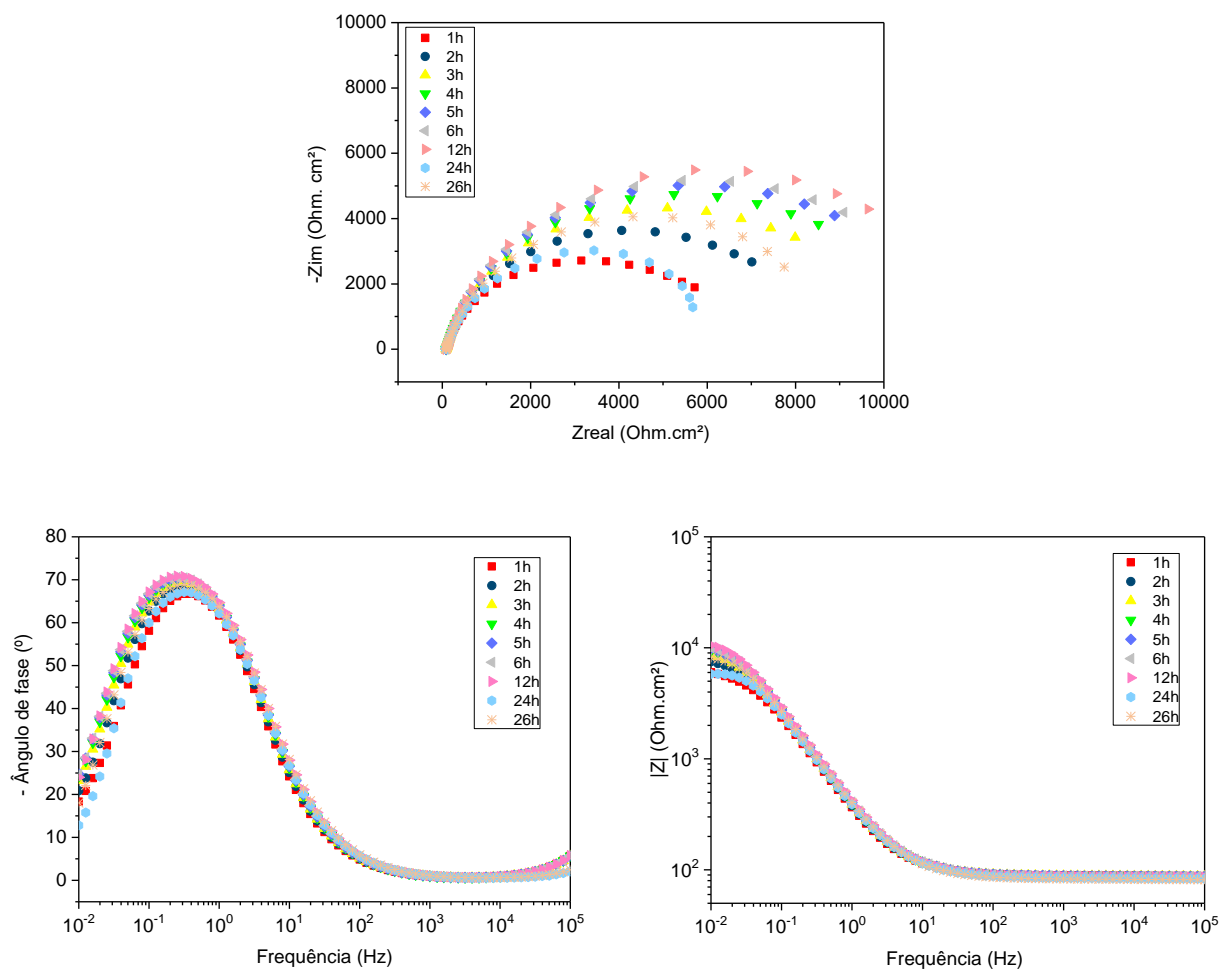 10000
8000
6000
4000
2000
0
-Zim (Ohm. cm²)
1h
2h
3h
4h
5h
6h
12h
24h
26h
0 2000 4000 6000 8000 10000
Zreal (Ohm.cm²)
80
70
60
50
40
30
20
10
0
- Ângulo de fase (º)
1h
2h
3h
4h
5h
6h
12h
24h
26h
10⁻² 10⁻¹ 10⁰ 10¹ 10² 10³ 10⁴ 10⁵
Frequência (Hz)
10⁵
10⁴
10³
10²
|Z| (Ohm.cm²)
1h
2h
3h
4h
5h
6h
12h
24h
26h
10⁻² 10⁻¹ 10⁰ 10¹ 10² 10³ 10⁴ 10⁵
Frequência (Hz)